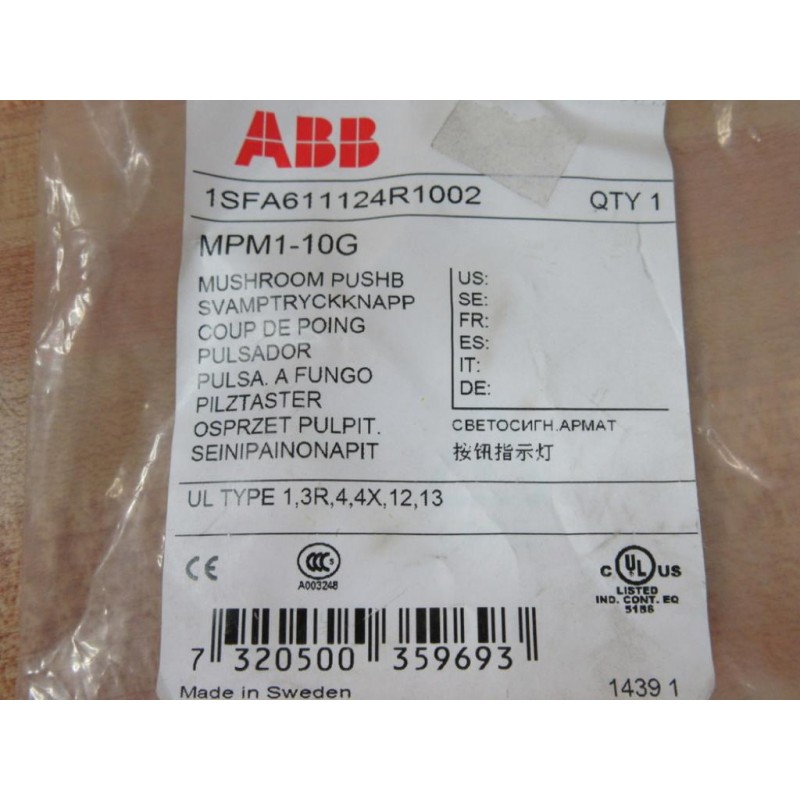 ABB
1SFA611124R1002 QTY 1
MPM1-10G
MUSHROOM PUSHB
SVAMPTRYCKKNAPP
COUP DE POING
PULSADOR
PULSA. A FUNGO
PILZTASTER
OSPRZET PULPIT.
SEINIPAINONAPIT
US:
SE:
FR:
ES:
IT:
DE:
СВЕТОСИГН.АРМАТ
按钮指示灯
UL TYPE 1,3R,4,4X,12,13
CE
CCC S
A003248
C UL US
LISTED
IND. CONT. EQ
5186
7 320500 359693
Made in Sweden 1439 1